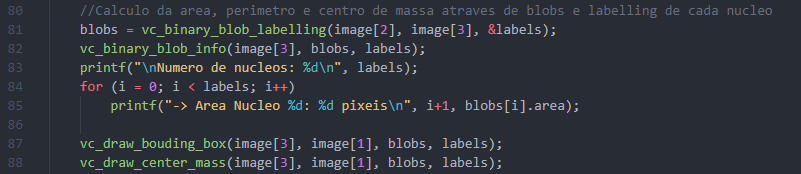 80 //Calculo da area, perimetro e centro de massa atraves de blobs e labelling de cada nucleo
81 blobs = vc_binary_blob_labelling(image[2], image[3], &labels);
82 vc_binary_blob_info(image[3], blobs, labels);
83 printf("\nNumero de nucleos: %d\n", labels);
84 for (i = 0; i < labels; i++)
85 printf("-> Area Nucleo %d: %d pixeis\n", i+1, blobs[i].area);
86
87 vc_draw_bouding_box(image[3], image[1], blobs, labels);
88 vc_draw_center_mass(image[3], image[1], blobs, labels);